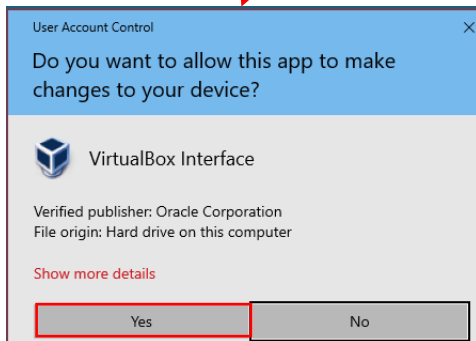 User Account Control
Do you want to allow this app to make
changes to your device?
VirtualBox Interface
Verified publisher: Oracle Corporation
File origin: Hard drive on this computer
Show more details
Yes
No